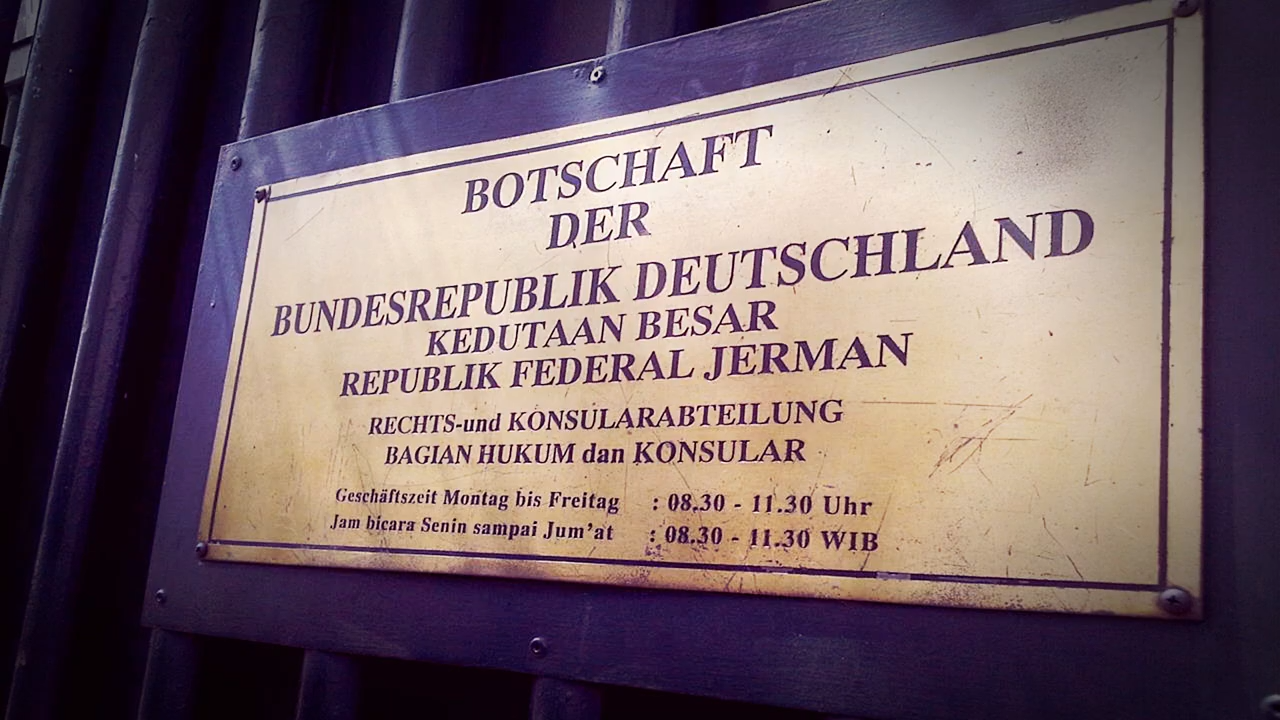 BOTSCHAFT
DER
BUNDESREPUBLIK DEUTSCHLAND
KEDUTAAN BESAR
REPUBLIK FEDERAL JERMAN
RECHTS-und KONSULARABTEILUNG
BAGIAN HUKUM dan KONSULAR
Geschäftszeit Montag bis Freitag : 08.30 - 11.30 Uhr
Jam bicara Senin sampai Jum'at : 08.30 - 11.30 WIB